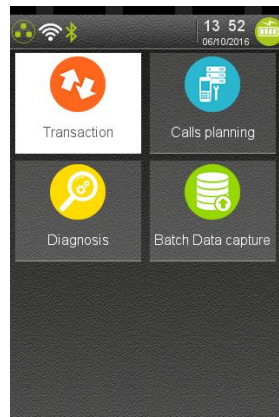 13 52
06/10/2016
Transaction
Calls planning
Diagnosis
Batch Data capture